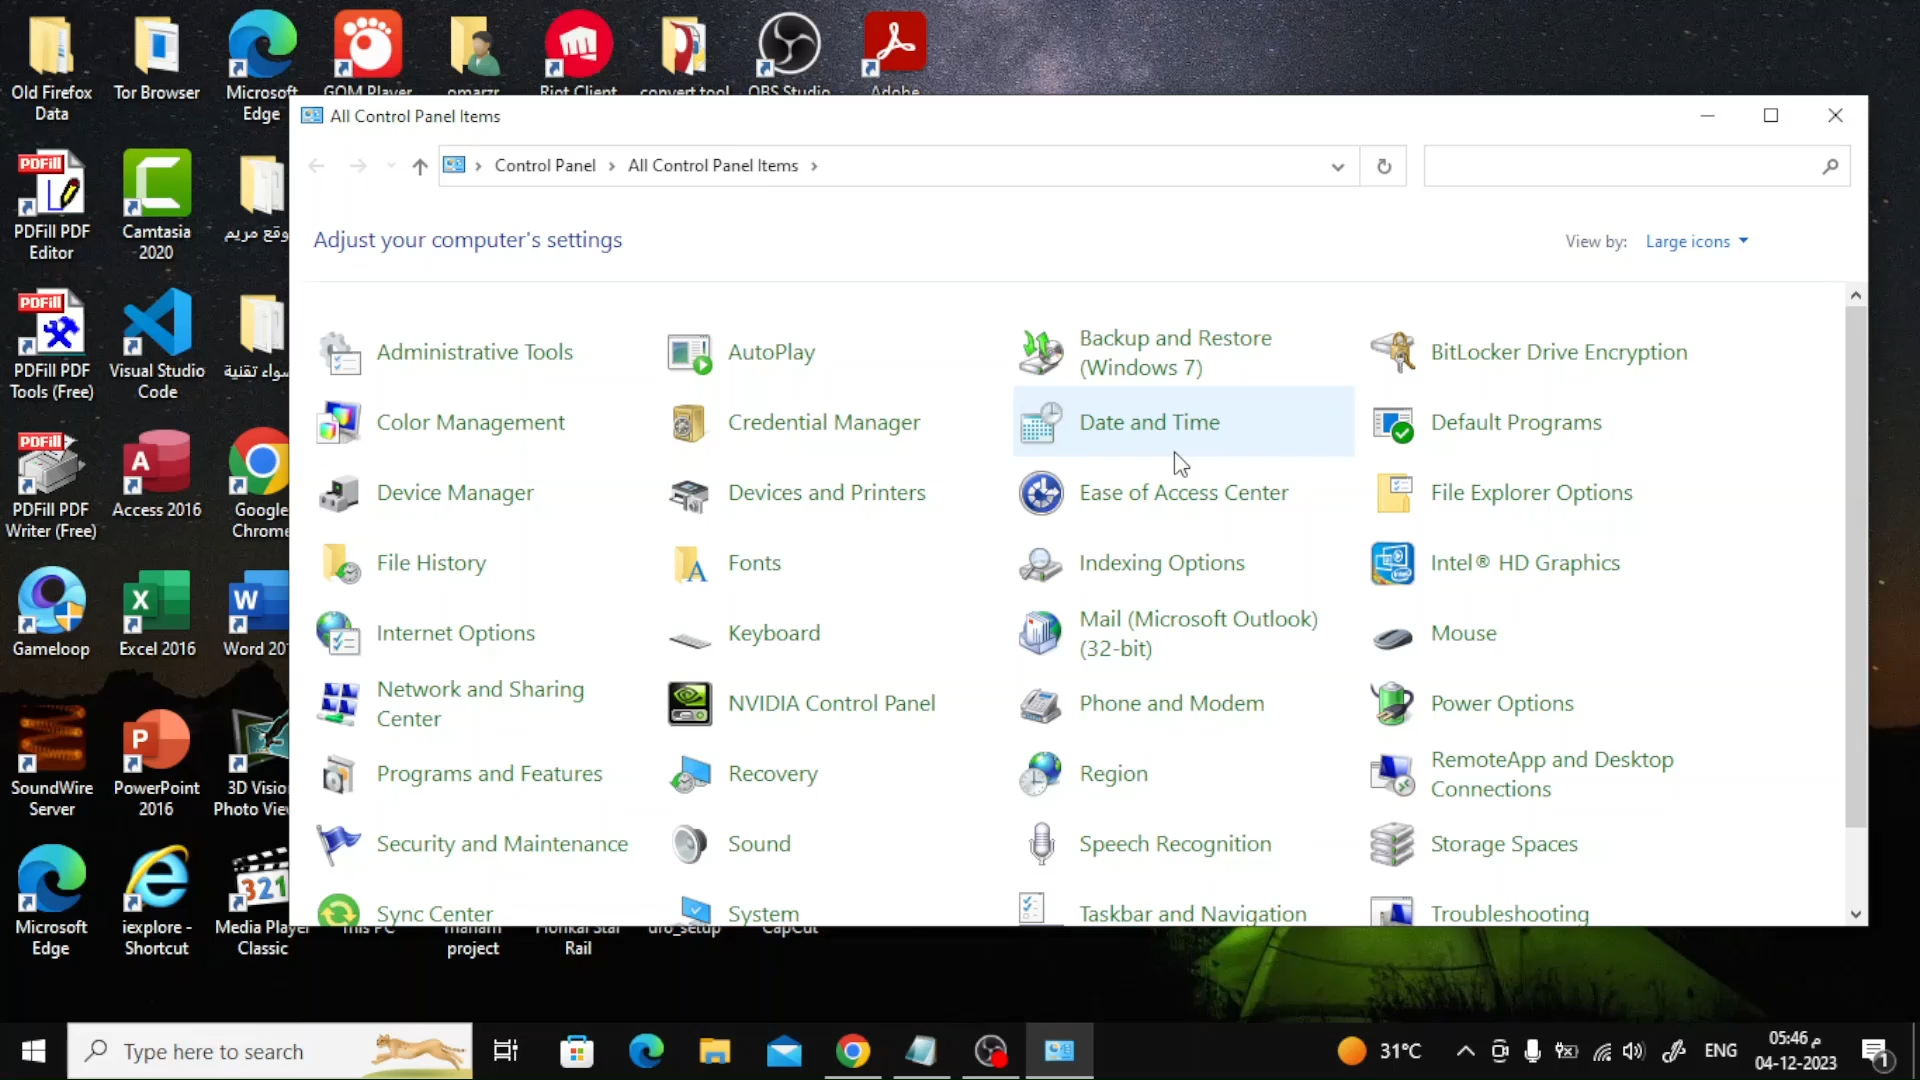 Old Firefox
Data
Tor Browser
Microsoft
Edge
GOM Player
omarzr
Riot Client
convert tool
OBS Studio
Adobe
All Control Panel Items
Control Panel
All Control Panel Items
Adjust your computer's settings
View by:
Large icons
PDFill PDF
Editor
Camtasia
2020
وقع مريم
PDFill PDF
Tools (Free)
Visual Studio
Code
سواء تقنية
PDFill PDF
Writer (Free)
Access 2016
Google
Chrome
Gameloop
Excel 2016
Word 20
SoundWire
Server
PowerPoint
2016
3D Visio
Photo Vie
Microsoft
Edge
iexplore -
Shortcut
Media Player
Classic
Administrative Tools
AutoPlay
Backup and Restore
(Windows 7)
BitLocker Drive Encryption
Color Management
Credential Manager
Date and Time
Default Programs
Device Manager
Devices and Printers
Ease of Access Center
File Explorer Options
File History
Fonts
Indexing Options
Intel® HD Graphics
Internet Options
Keyboard
Mail (Microsoft Outlook)
(32-bit)
Mouse
Network and Sharing
Center
NVIDIA Control Panel
Phone and Modem
Power Options
Programs and Features
Recovery
Region
RemoteApp and Desktop
Connections
Security and Maintenance
Sound
Speech Recognition
Storage Spaces
Sync Center
System
Taskbar and Navigation
Troubleshooting
This PC
project
Honkai Star
Rail
CapCut
Type here to search
31°C
ENG
05:46 م
04-12-2023
1